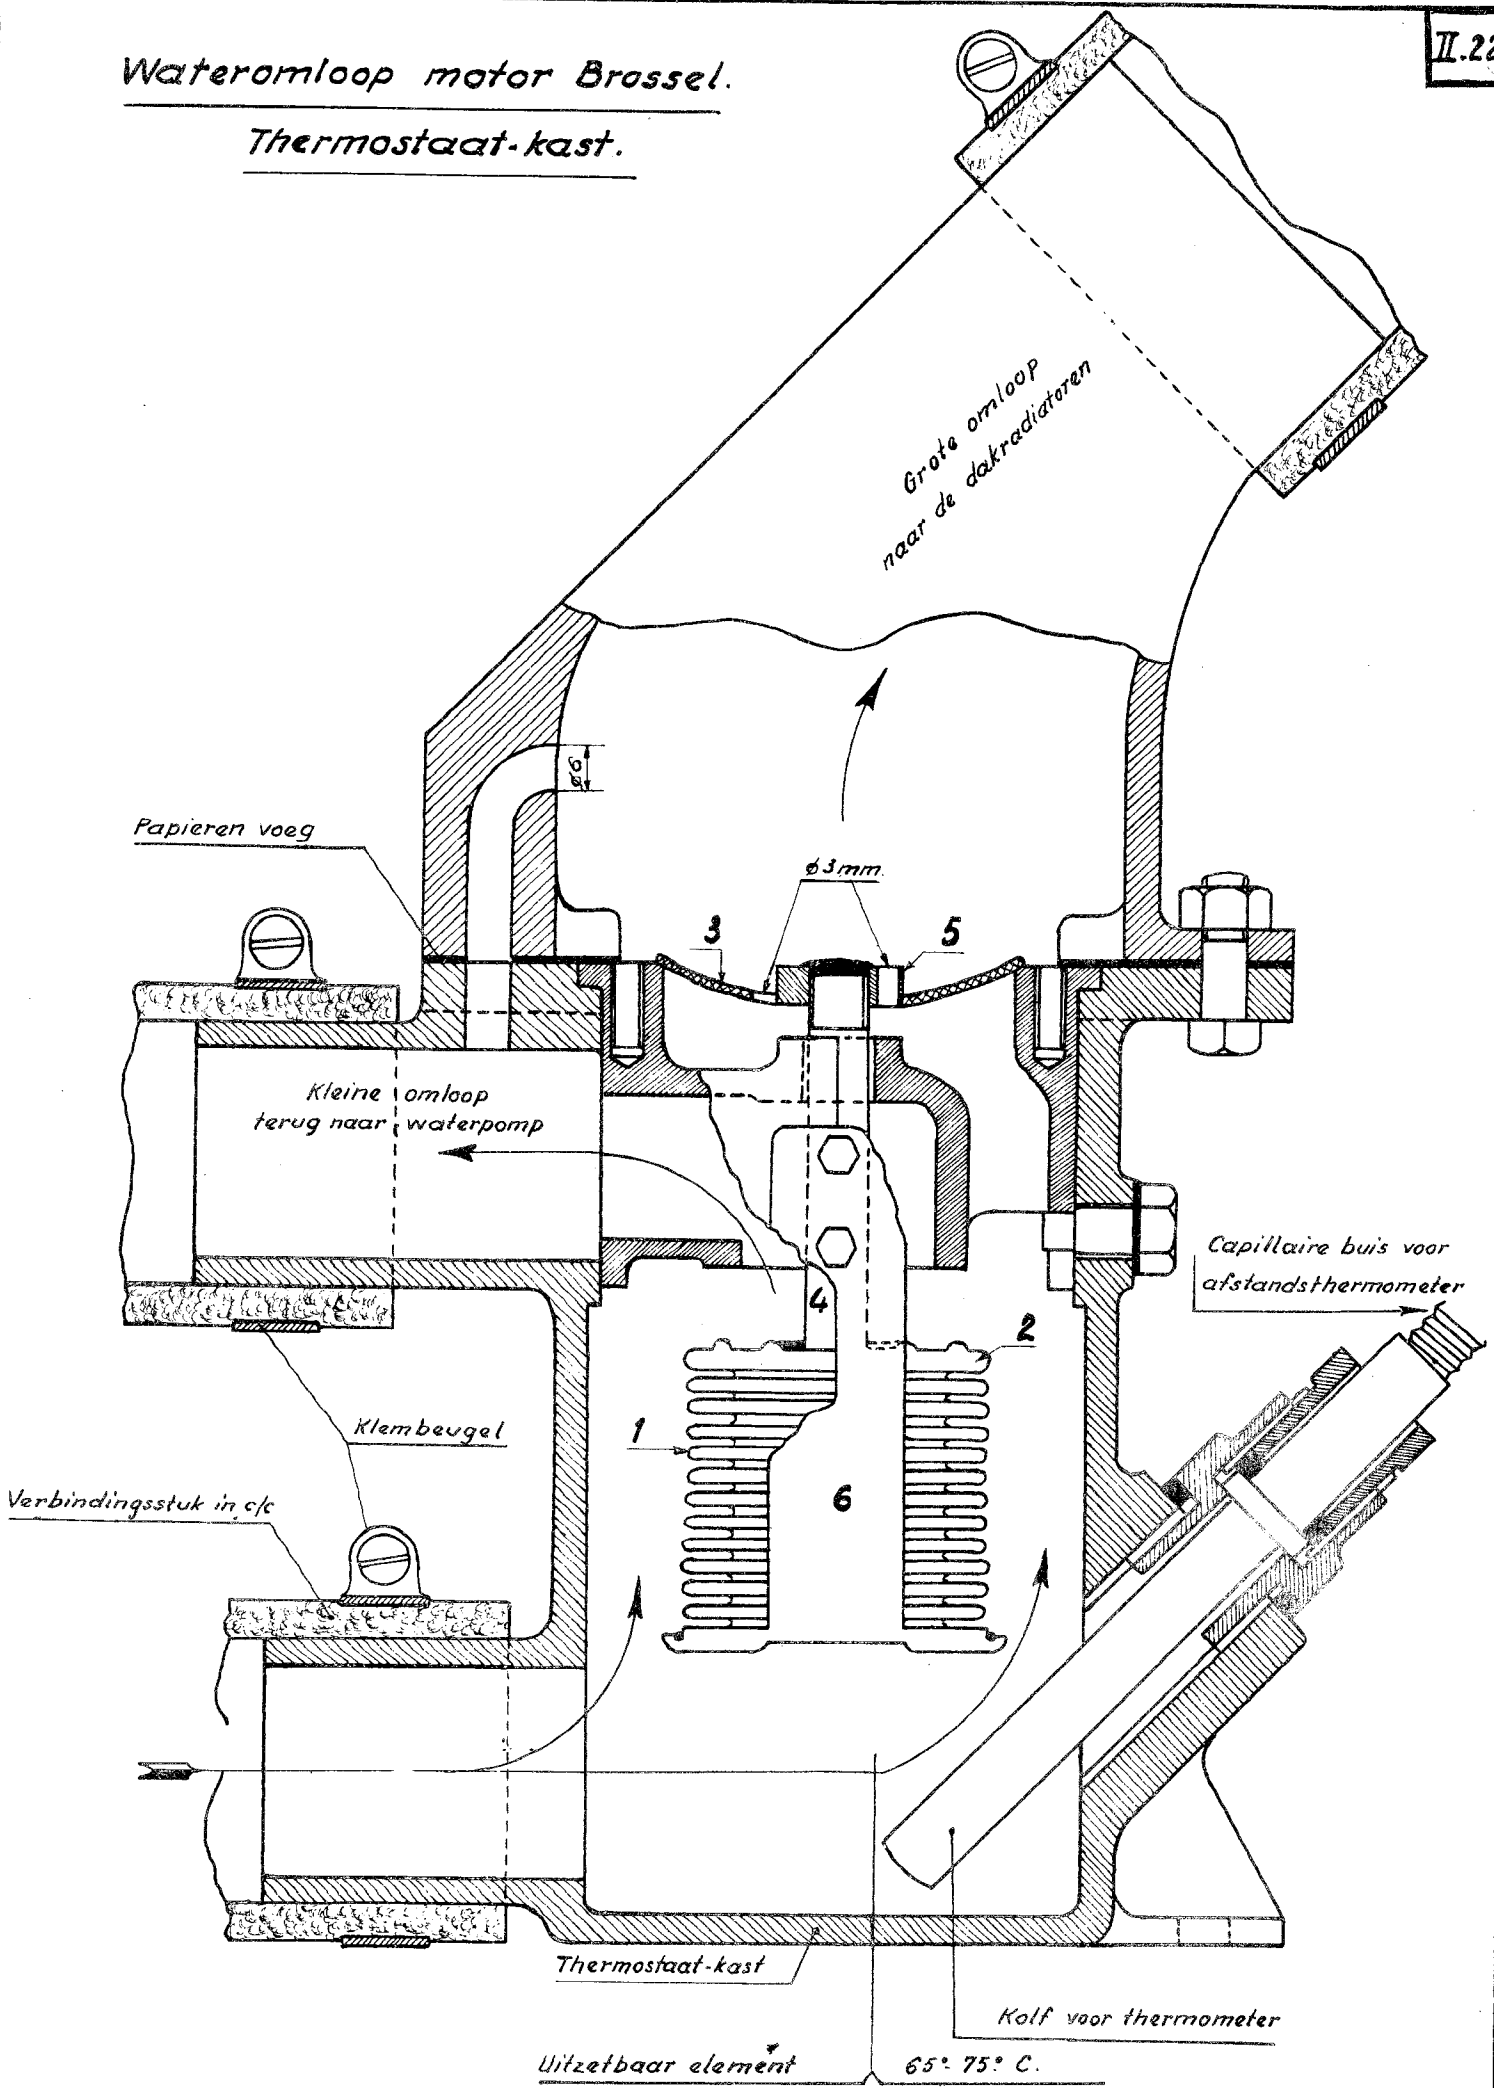 Wateromloop motor Brossel.
Thermostaat-kast.
II.22
Grote omloop
naar de dakradiatoren
ø6
Papieren voeg
ø3mm.
3
5
Kleine omloop
terug naar waterpomp
Capillaire buis voor
afstandsthermometer
4
2
1
Klembeugel
6
Verbindingsstuk in c/c
Thermostaat-kast
Kolf voor thermometer
Uitzetbaar element 65°- 75° C.